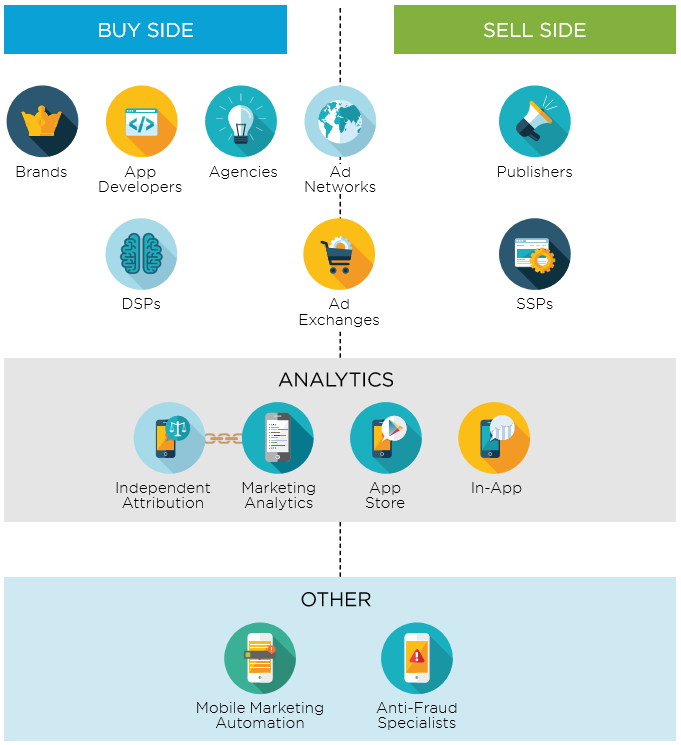 BUY SIDE
SELL SIDE
Brands
App
Developers
Agencies
Ad
Networks
Publishers
DSPs
Ad
Exchanges
SSPs
ANALYTICS
Independent
Attribution
Marketing
Analytics
App
Store
In-App
OTHER
Mobile Marketing
Automation
Anti-Fraud
Specialists